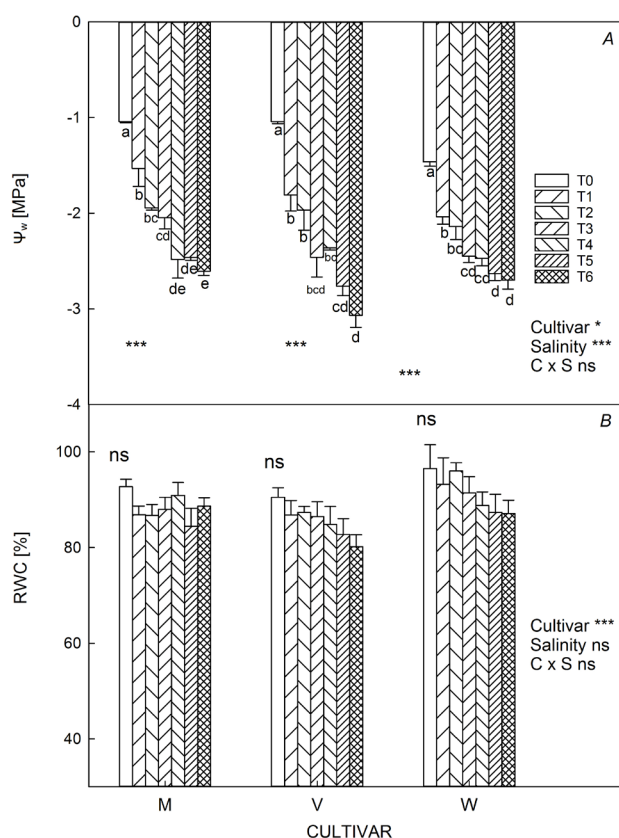 0
A
-1
-2
-3
-4
Ψw [MPa]
a
b
bc
cd
de
de
e
a
b
b
bcd
bc
cd
d
a
b
bc
cd
cd
d
d
T0
T1
T2
T3
T4
T5
T6
***
***
***
Cultivar *
Salinity ***
C x S ns
B
100
80
60
40
RWC [%]
ns
ns
ns
Cultivar ***
Salinity ns
C x S ns
M V W
CULTIVAR